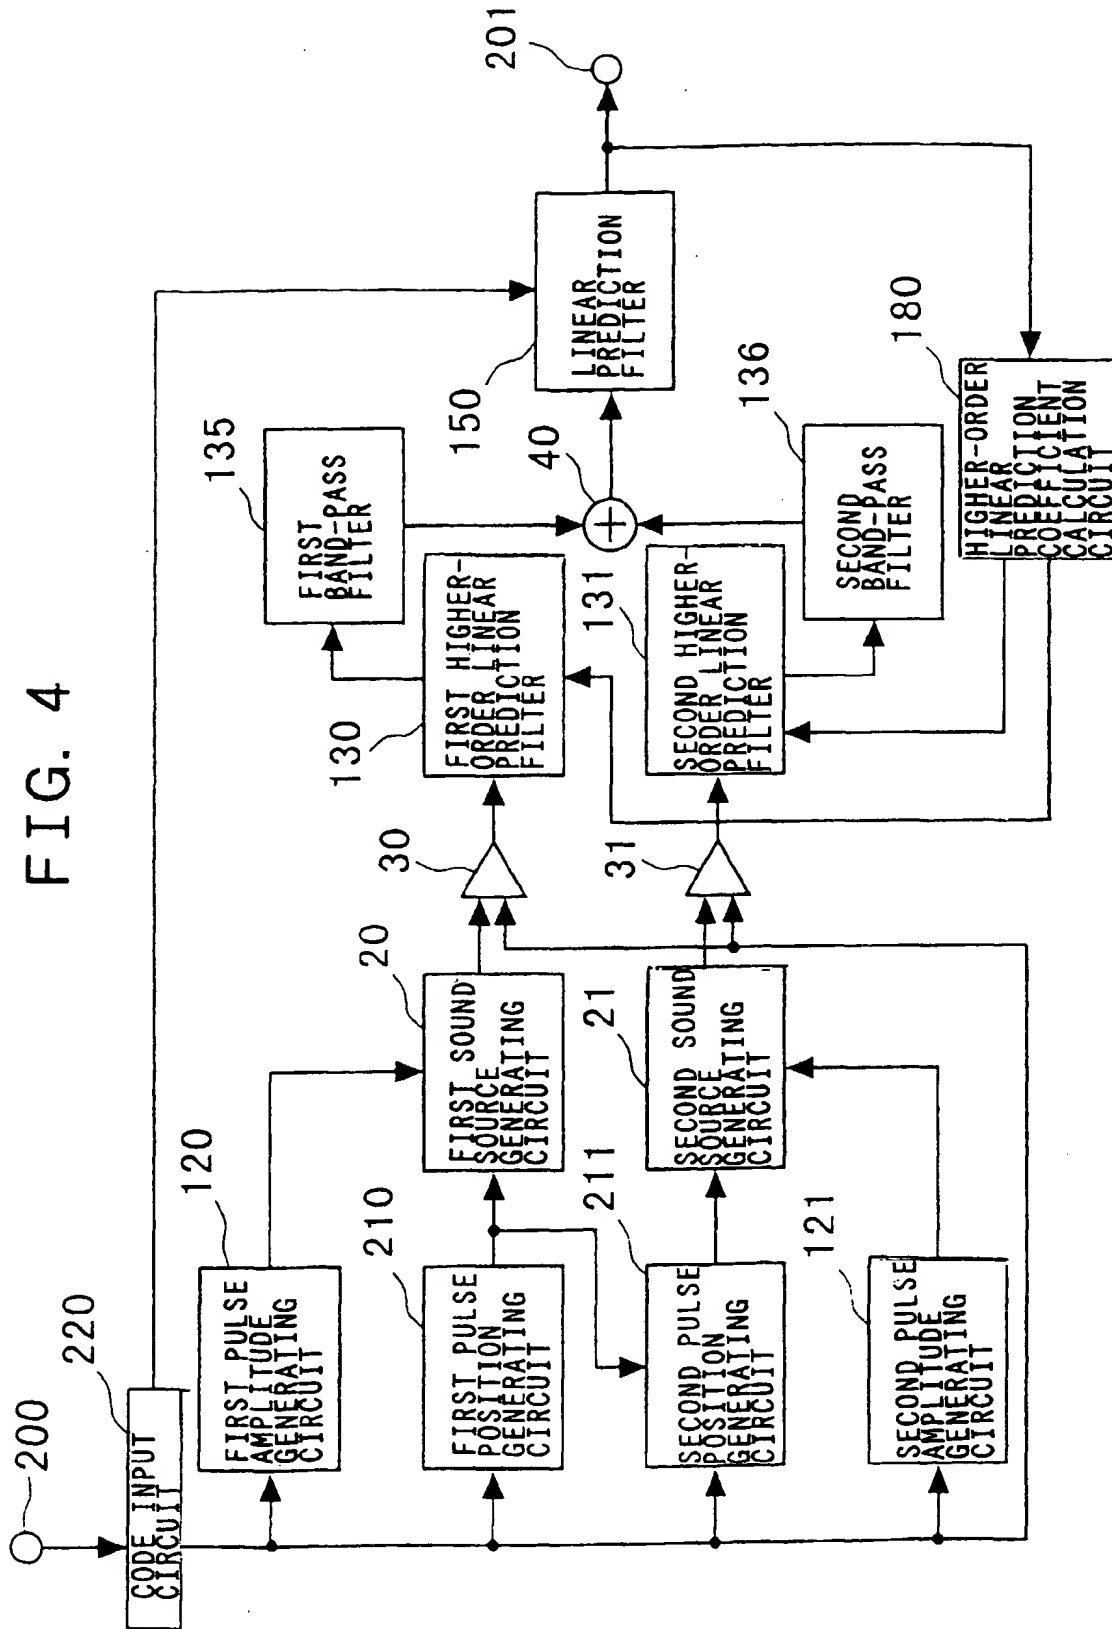 FIG. 4
200
220
CODE INPUT
CIRCUIT
120
FIRST PULSE
AMPLITUDE
GENERATING
CIRCUIT
210
FIRST PULSE
POSITION
GENERATING
CIRCUIT
211
SECOND PULSE
POSITION
GENERATING
CIRCUIT
121
SECOND PULSE
AMPLITUDE
GENERATING
CIRCUIT
20
FIRST SOUND
SOURCE
GENERATING
CIRCUIT
21
SECOND SOUND
SOURCE
GENERATING
CIRCUIT
30
31
130
FIRST HIGHER-
ORDER LINEAR
PREDICTION
FILTER
131
SECOND HIGHER-
ORDER LINEAR
PREDICTION
FILTER
135
FIRST
BAND-PASS
FILTER
40
136
SECOND
BAND-PASS
FILTER
150
LINEAR
PREDICTION
FILTER
180
HIGHER-ORDER
LINEAR
PREDICTION
COEFFICIENT
CALCULATION
CIRCUIT
201